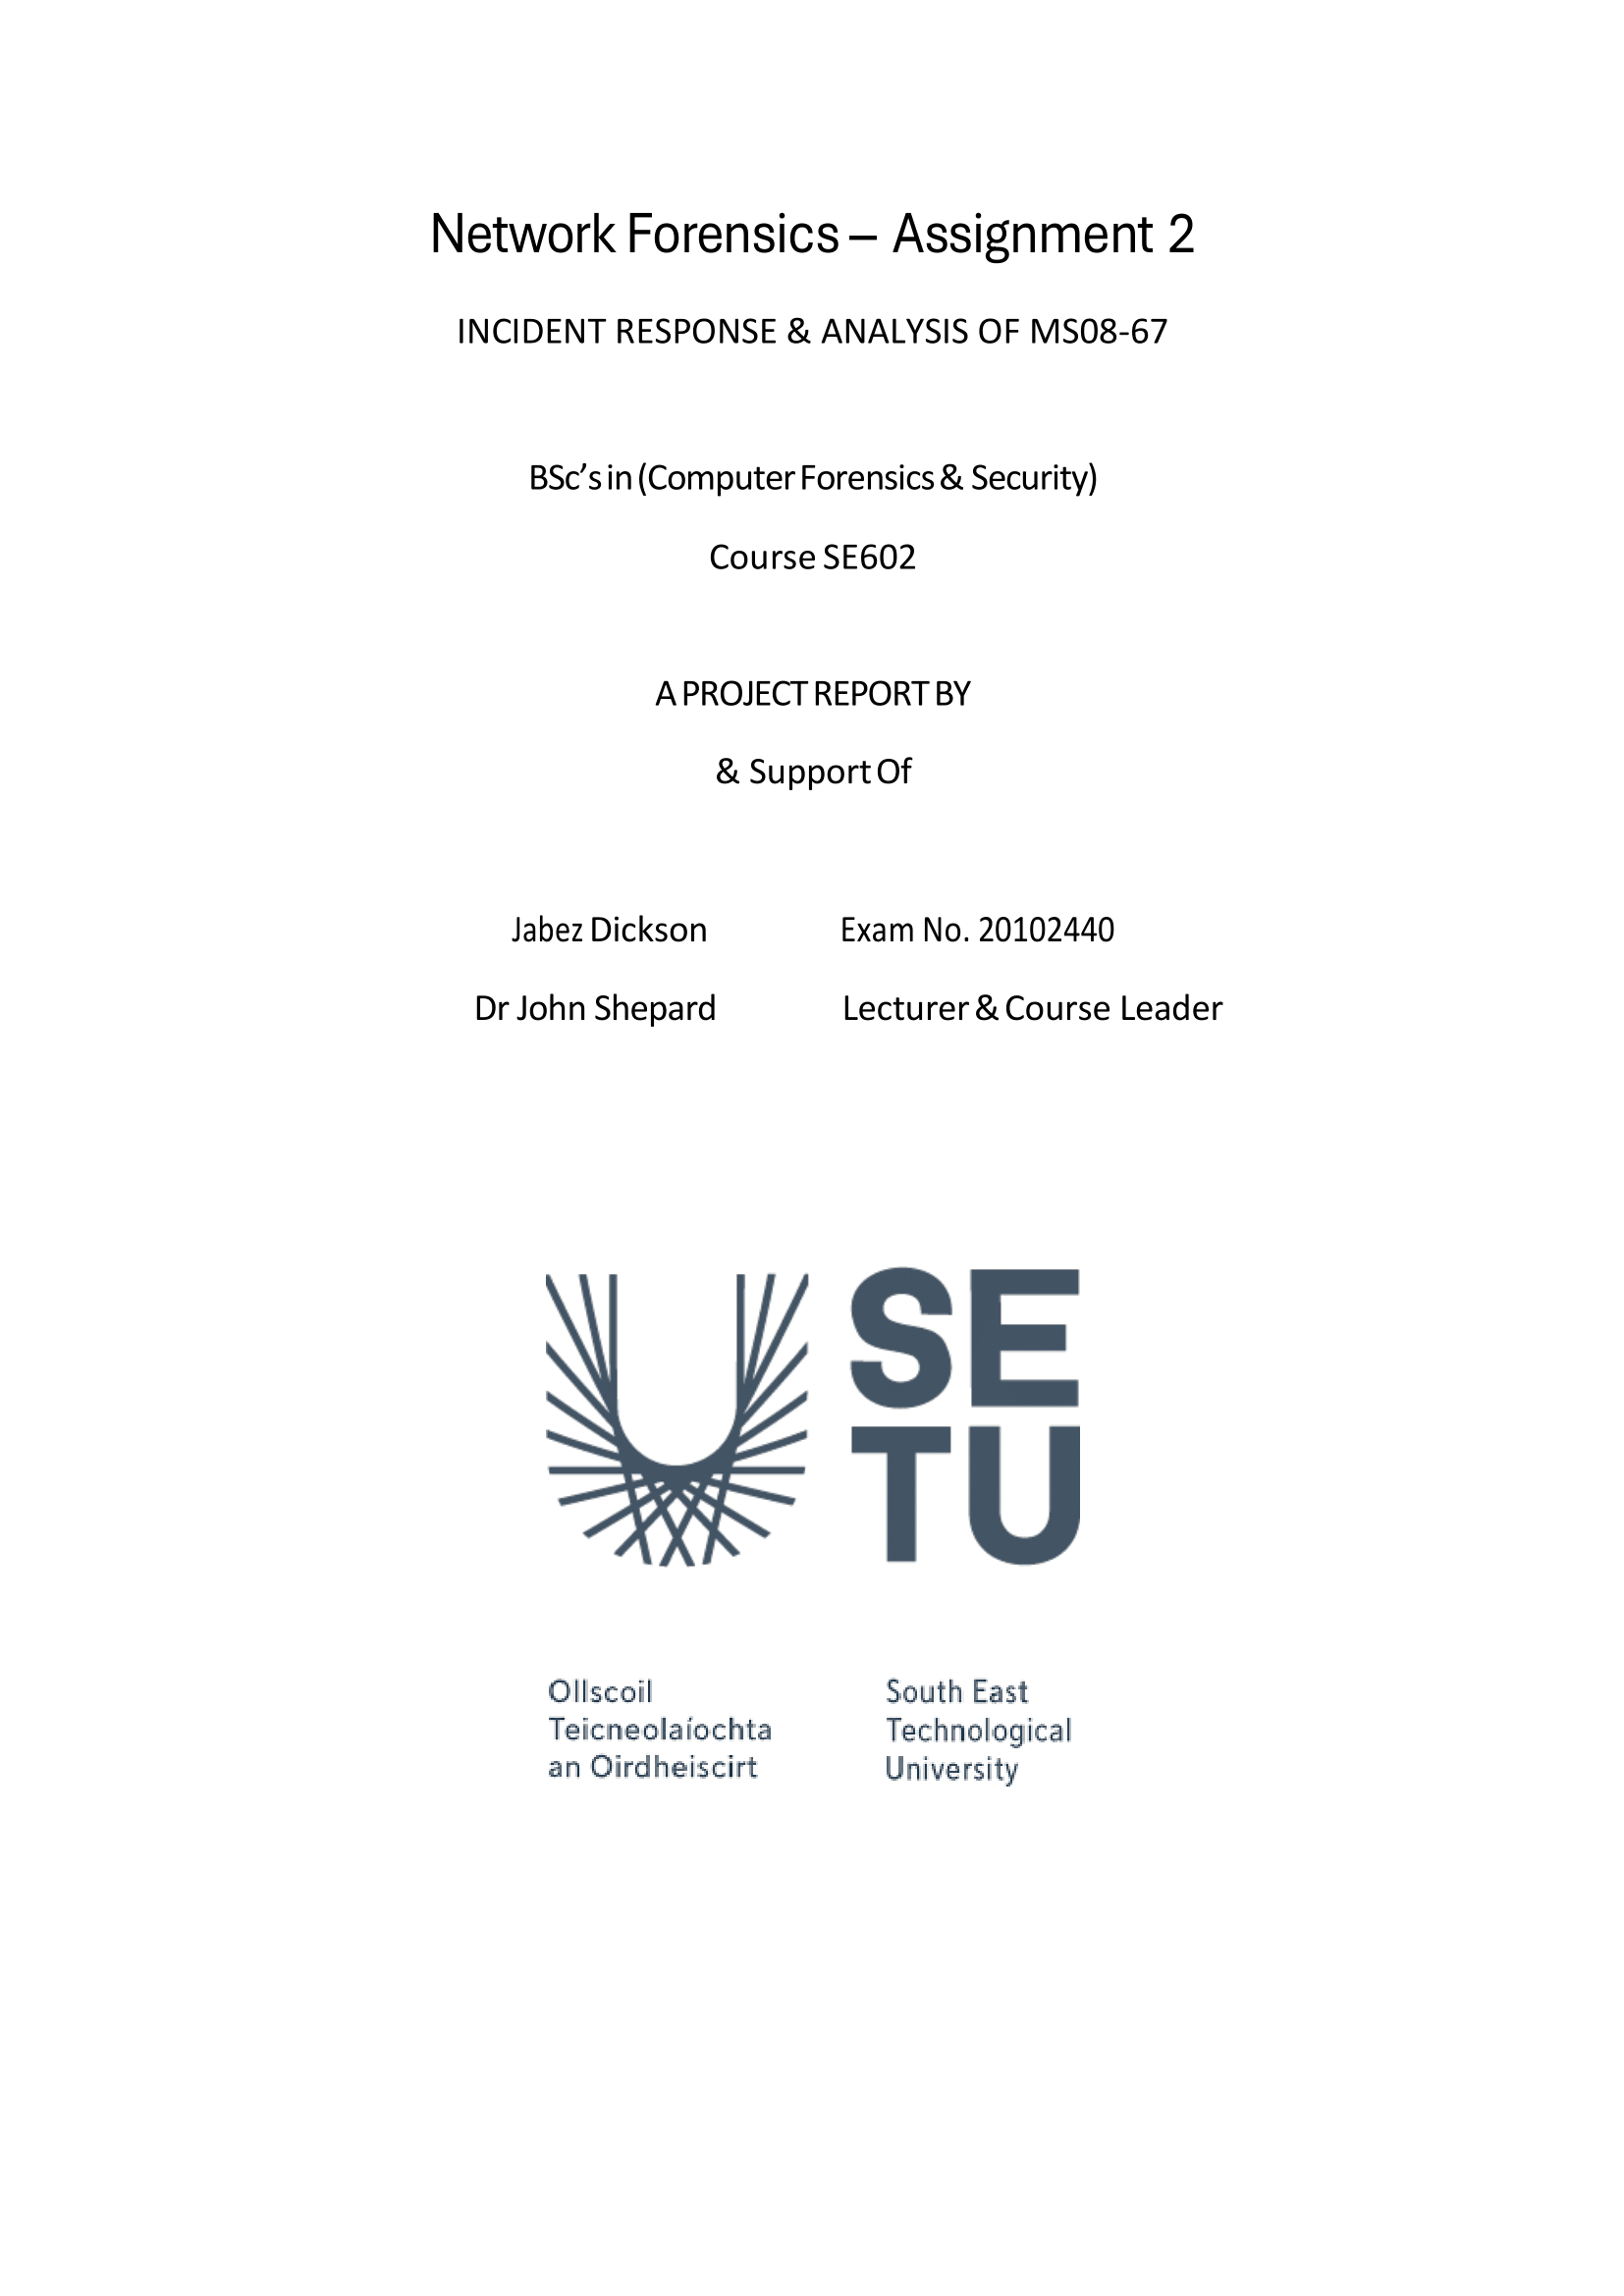 Network Forensics – Assignment 2
INCIDENT RESPONSE & ANALYSIS OF MS08-67
BSc’s in (Computer Forensics & Security)
Course SE602
A PROJECT REPORT BY
& Support Of
Jabez Dickson Exam No. 20102440
Dr John Shepard Lecturer & Course Leader
SE
TU
Ollscoil
Teicneolaíochta
an Oirdheiscirt
South East
Technological
University